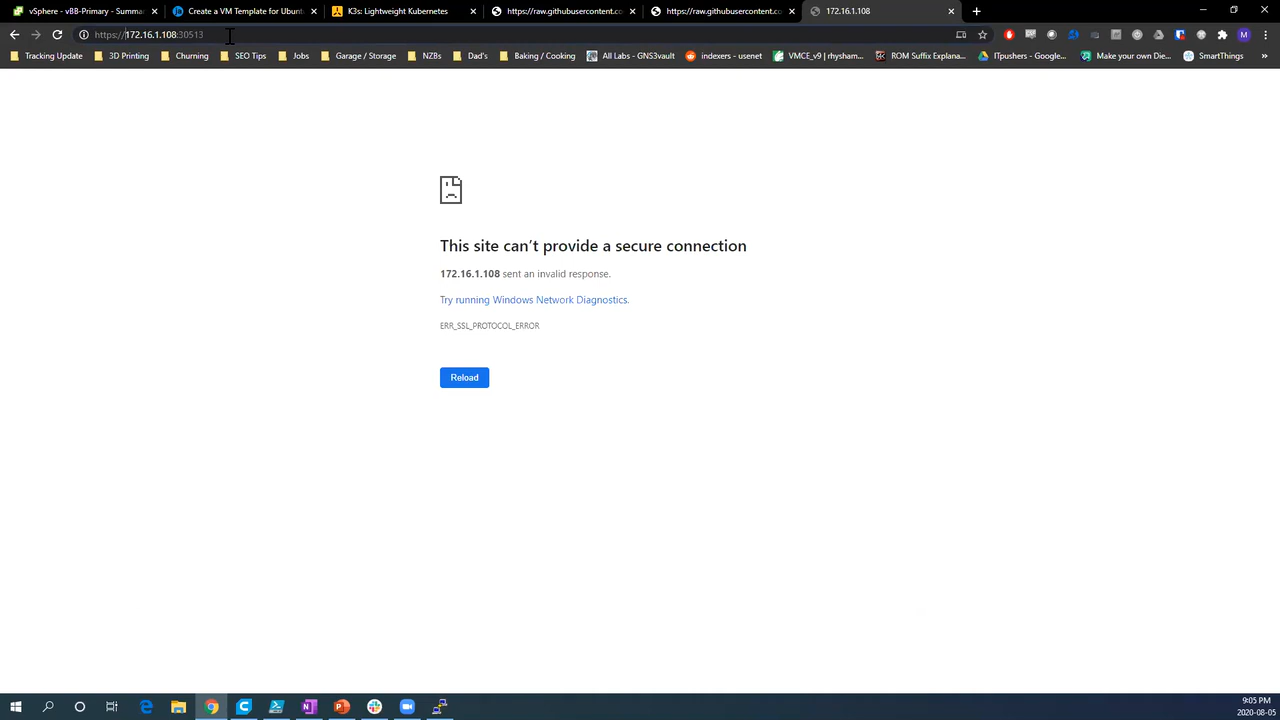 vSphere - vBB-Primary - Summar
Create a VM Template for Ubunt
K3s: Lightweight Kubernetes
https://raw.githubusercontent.co
https://raw.githubusercontent.co
172.16.1.108
https://172.16.1.108:30513
M
Tracking Update
3D Printing
Churning
SEO Tips
Jobs
Garage / Storage
NZBs
Dad's
Baking / Cooking
All Labs - GNS3vault
indexers - usenet
VMCE_v9 | rhysham...
ROM Suffix Explana...
ITpushers - Google...
Make your own Die...
SmartThings
»
This site can't provide a secure connection
172.16.1.108 sent an invalid response.
Try running Windows Network Diagnostics.
ERR_SSL_PROTOCOL_ERROR
Reload
9:05 PM
2020-08-05